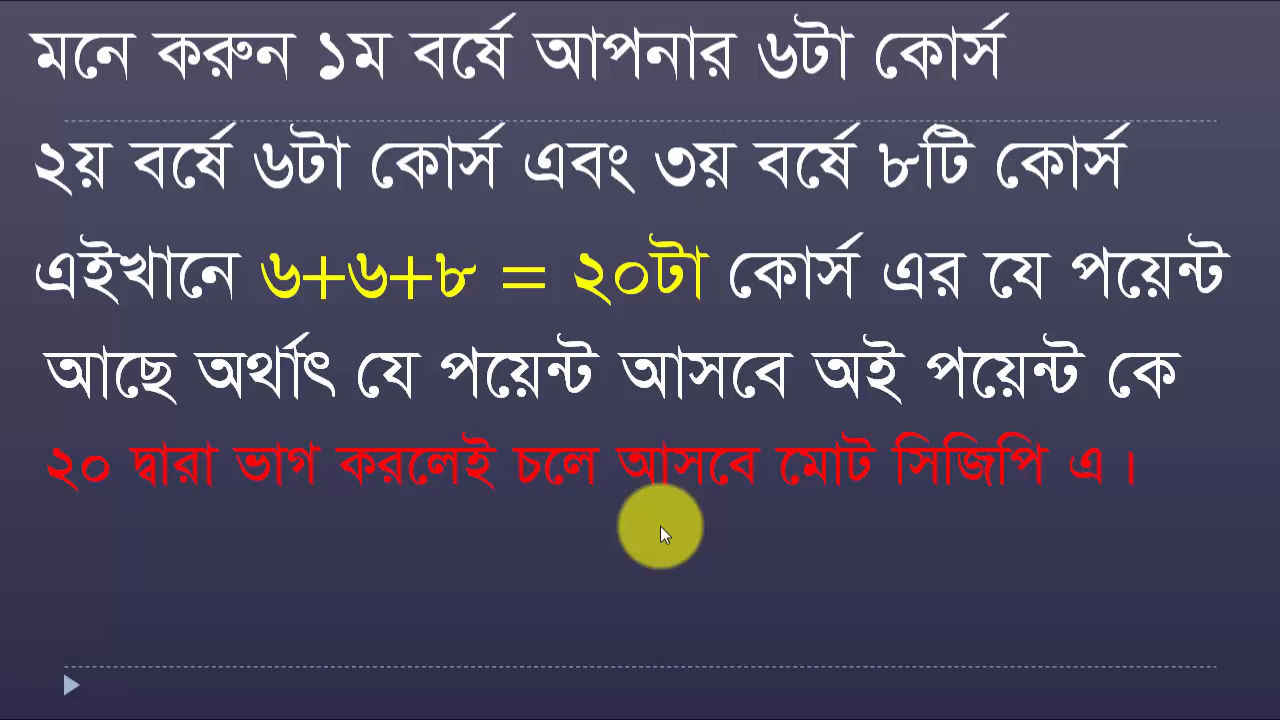 মনে করুন ১ম বর্ষে আপনার ৬টা কোর্স
২য় বর্ষে ৬টা কোর্স এবং ৩য় বর্ষে ৮টি কোর্স
এইখানে ৬+৬+৮ = ২০টা কোর্স এর যে পয়েন্ট
আছে অর্থাৎ যে পয়েন্ট আসবে অই পয়েন্ট কে
২০ দ্বারা ভাগ করলেই চলে আসবে মোট সিজিপি এ।